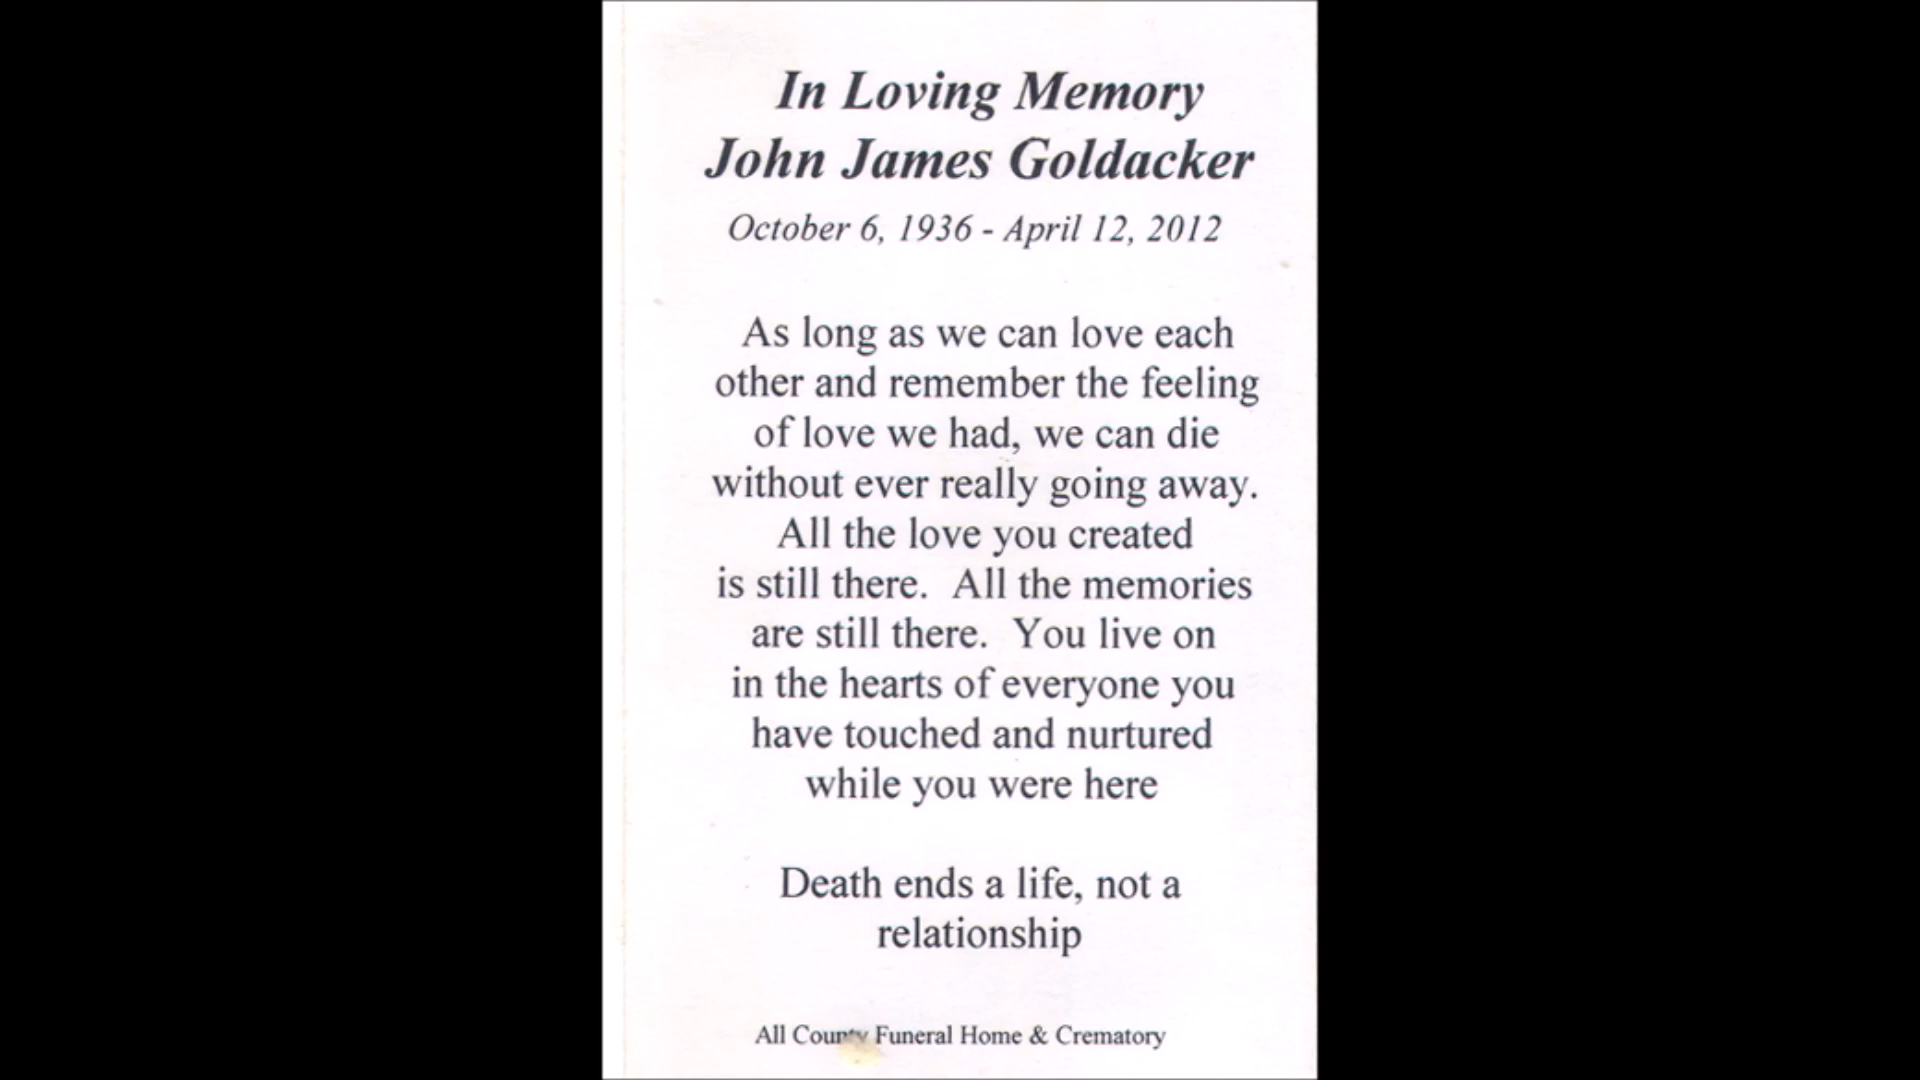 In Loving Memory
John James Goldacker
October 6, 1936 - April 12, 2012
As long as we can love each
other and remember the feeling
of love we had, we can die
without ever really going away.
All the love you created
is still there. All the memories
are still there. You live on
in the hearts of everyone you
have touched and nurtured
while you were here
Death ends a life, not a
relationship
All County Funeral Home & Crematory